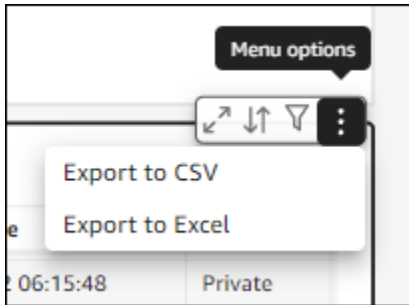 Menu options
Export to CSV
Export to Excel
e
2 06:15:48 Private